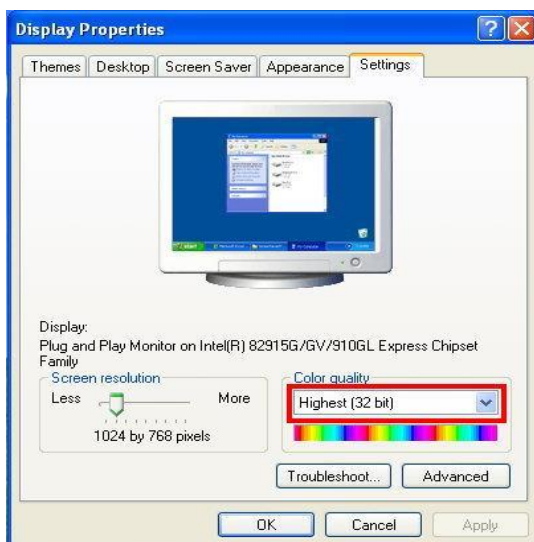 Display Properties
Themes Desktop Screen Saver Appearance Settings
Display:
Plug and Play Monitor on Intel(R) 82915G/GV/910GL Express Chipset
Family
Screen resolution
Less More
1024 by 768 pixels
Color quality
Highest (32 bit)
Troubleshoot... Advanced
OK Cancel Apply